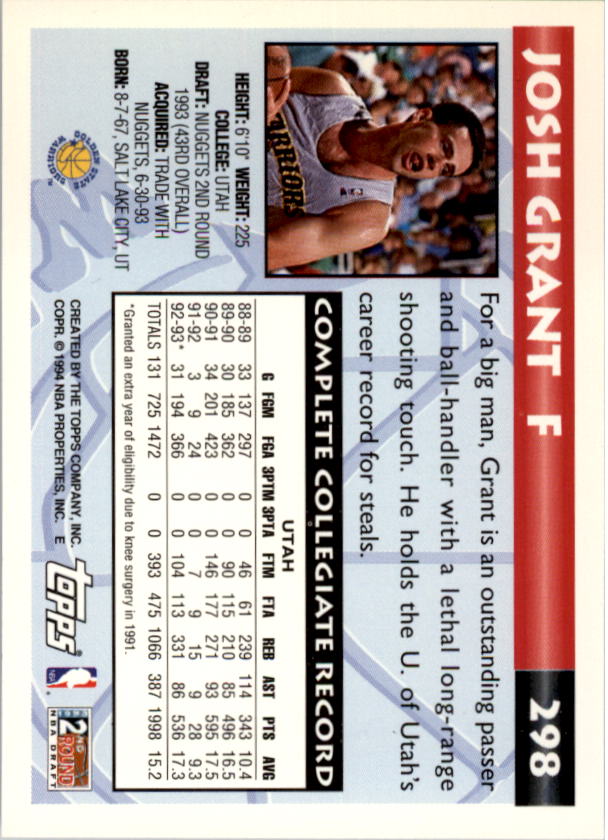 JOSH GRANT F
298
WARRIORS
HEIGHT: 6'10" WEIGHT: 225
COLLEGE: UTAH
DRAFT: NUGGETS 2ND ROUND
1993 (43RD OVERALL)
ACQUIRED: TRADE WITH
NUGGETS, 6-30-93
BORN: 8-7-67, SALT LAKE CITY, UT
GOLDEN STATE
WARRIORS
For a big man, Grant is an outstanding passer
and ball-handler with a lethal long-range
shooting touch. He holds the U. of Utah's
career record for steals.
COMPLETE COLLEGIATE RECORD
UTAH
G FGM FGA 3PTM 3PTA FTM FTA REB AST PTS AVG
88-89 33 137 297 0 0 46 61 239 114 343 10.4
89-90 30 185 362 0 0 90 115 210 85 496 16.5
90-91 34 201 423 0 0 146 177 271 93 595 17.5
91-92 3 9 24 0 0 7 9 15 9 28 9.3
92-93* 31 194 366 0 0 104 113 331 86 536 17.3
TOTALS 131 725 1472 0 0 393 475 1066 387 1998 15.2
*Granted an extra year of eligibility due to knee surgery in 1991.
CREATED BY THE TOPPS COMPANY, INC.
COPR. © 1994 NBA PROPERTIES, INC. E
topps®
NBA
2ND
ROUND
NBA DRAFT